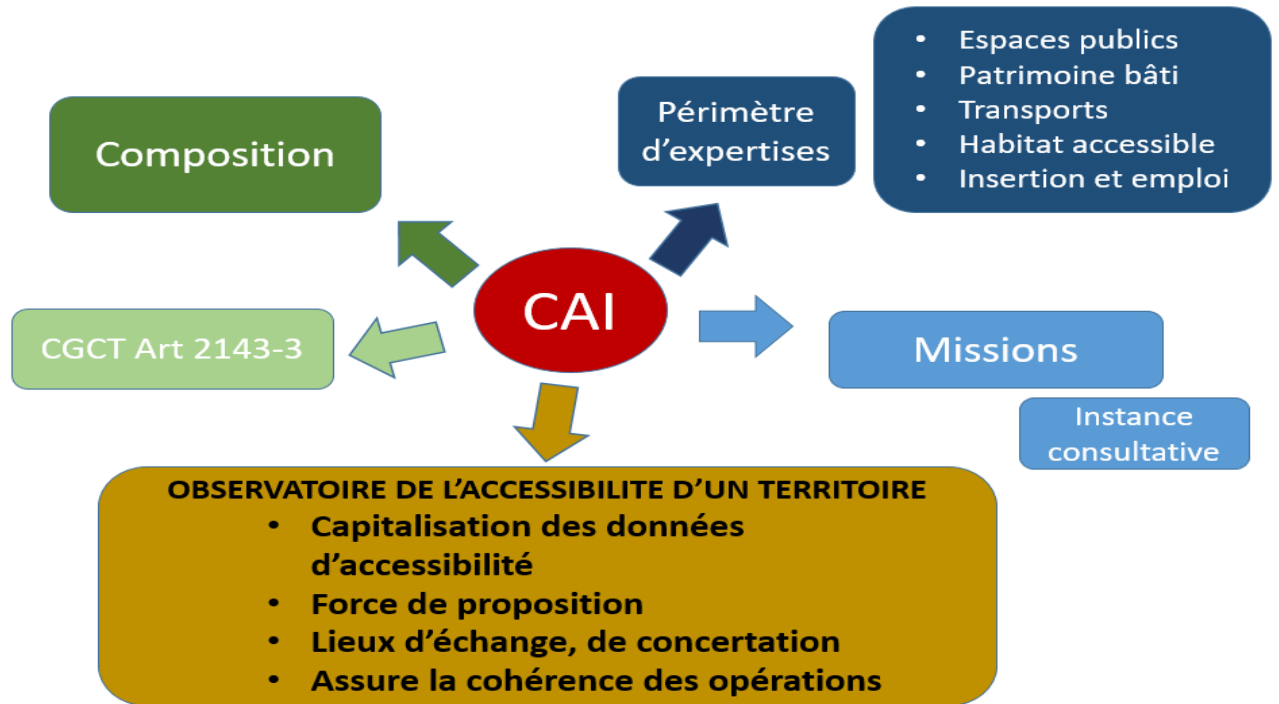 Composition
Périmètre
d’expertises
• Espaces publics
• Patrimoine bâti
• Transports
• Habitat accessible
• Insertion et emploi
CAI
CGCT Art 2143-3
Missions
Instance
consultative
OBSERVATOIRE DE L’ACCESSIBILITE D’UN TERRITOIRE
• Capitalisation des données
d’accessibilité
• Force de proposition
• Lieux d’échange, de concertation
• Assure la cohérence des opérations